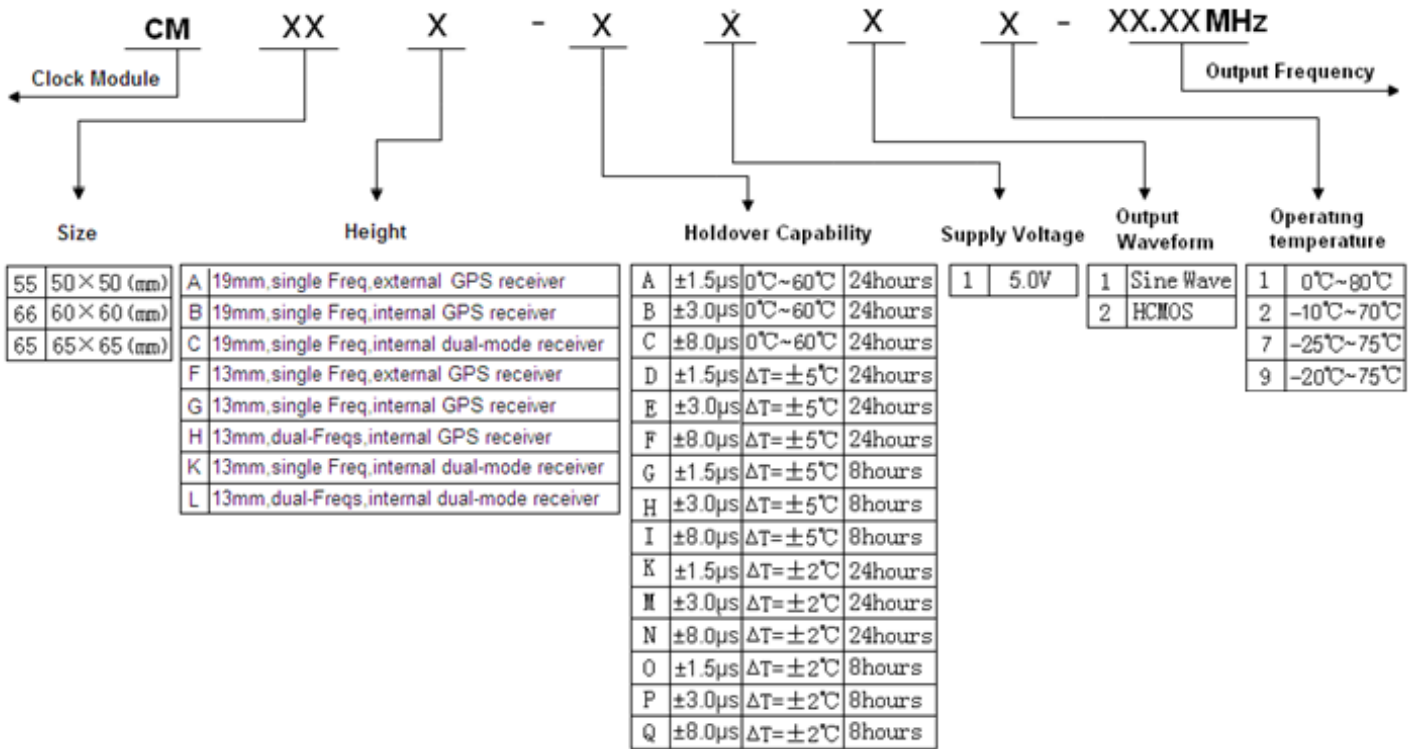 CM XX X - X X X X - XX.XX MHz
Clock Module
Output Frequency
Size
55 50×50(mm)
66 60×60(mm)
65 65×65(mm)
Height
A 19mm,single Freq,external GPS receiver
B 19mm,single Freq,internal GPS receiver
C 19mm,single Freq,internal dual-mode receiver
F 13mm,single Freq,external GPS receiver
G 13mm,single Freq,internal GPS receiver
H 13mm,dual-Freqs,internal GPS receiver
K 13mm,single Freq,internal dual-mode receiver
L 13mm,dual-Freqs,internal dual-mode receiver
Holdover Capability
A ±1.5μs 0℃~60℃ 24hours
B ±3.0μs 0℃~60℃ 24hours
C ±8.0μs 0℃~60℃ 24hours
D ±1.5μs ΔT=±5℃ 24hours
E ±3.0μs ΔT=±5℃ 24hours
F ±8.0μs ΔT=±5℃ 24hours
G ±1.5μs ΔT=±5℃ 8hours
H ±3.0μs ΔT=±5℃ 8hours
I ±8.0μs ΔT=±5℃ 8hours
K ±1.5μs ΔT=±2℃ 24hours
M ±3.0μs ΔT=±2℃ 24hours
N ±8.0μs ΔT=±2℃ 24hours
O ±1.5μs ΔT=±2℃ 8hours
P ±3.0μs ΔT=±2℃ 8hours
Q ±8.0μs ΔT=±2℃ 8hours
Supply Voltage
1 5.0V
Output
Waveform
1 Sine Wave
2 HCMOS
Operating
temperature
1 0℃~80℃
2 -10℃~70℃
7 -25℃~75℃
9 -20℃~75℃